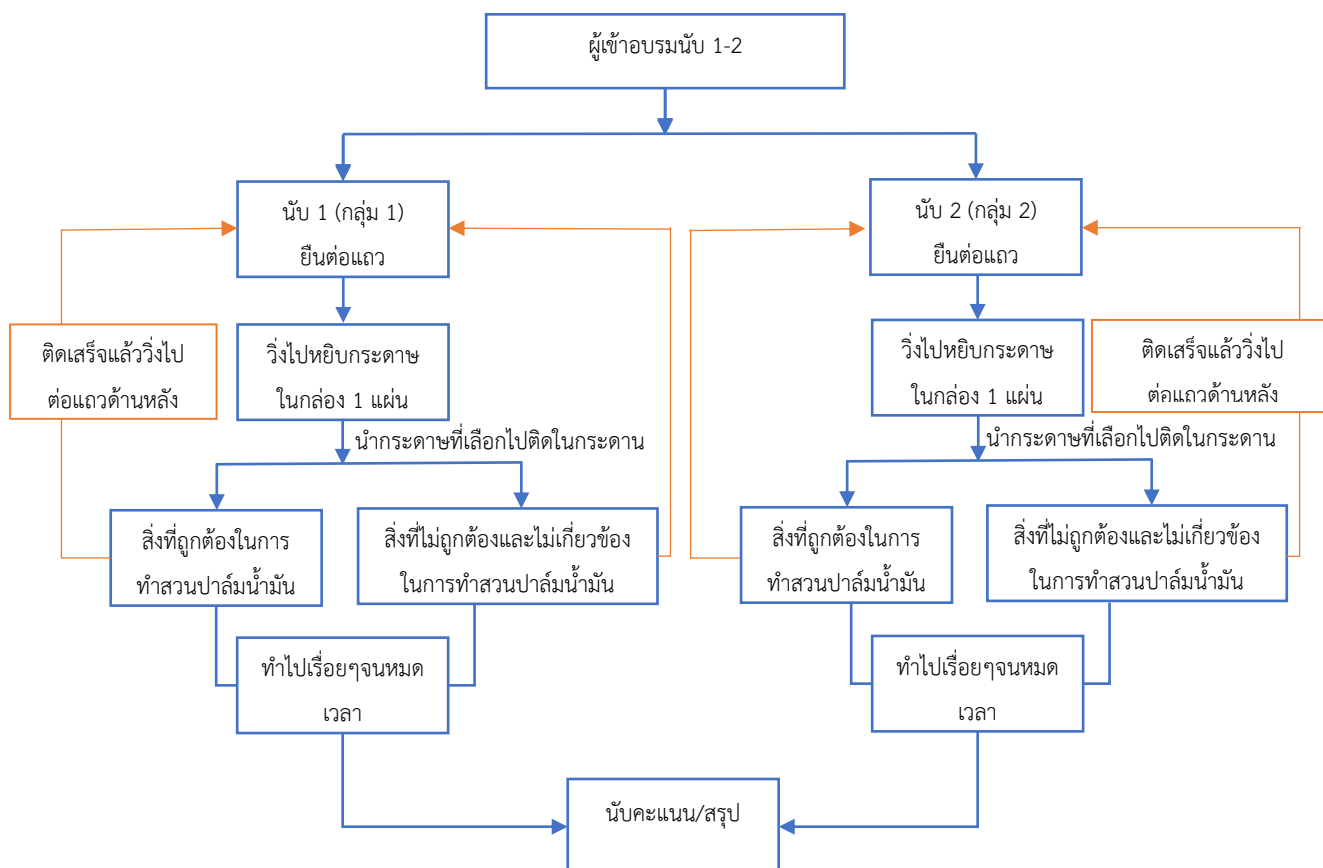 ผู้เข้าอบรมนับ 1-2
นับ 1 (กลุ่ม 1)
ยืนต่อแถว
นับ 2 (กลุ่ม 2)
ยืนต่อแถว
ติดเสร็จแล้ววิ่งไป
ต่อแถวด้านหลัง
วิ่งไปหยิบกระดาษ
ในกล่อง 1 แผ่น
วิ่งไปหยิบกระดาษ
ในกล่อง 1 แผ่น
ติดเสร็จแล้ววิ่งไป
ต่อแถวด้านหลัง
นำกระดาษที่เลือกไปติดในกระดาน
นำกระดาษที่เลือกไปติดในกระดาน
สิ่งที่ถูกต้องในการ
ทำสวนปาล์มน้ำมัน
สิ่งที่ไม่ถูกต้องและไม่เกี่ยวข้อง
ในการทำสวนปาล์มน้ำมัน
สิ่งที่ถูกต้องในการ
ทำสวนปาล์มน้ำมัน
สิ่งที่ไม่ถูกต้องและไม่เกี่ยวข้อง
ในการทำสวนปาล์มน้ำมัน
ทำไปเรื่อยๆจนหมด
เวลา
ทำไปเรื่อยๆจนหมด
เวลา
นับคะแนน/สรุป